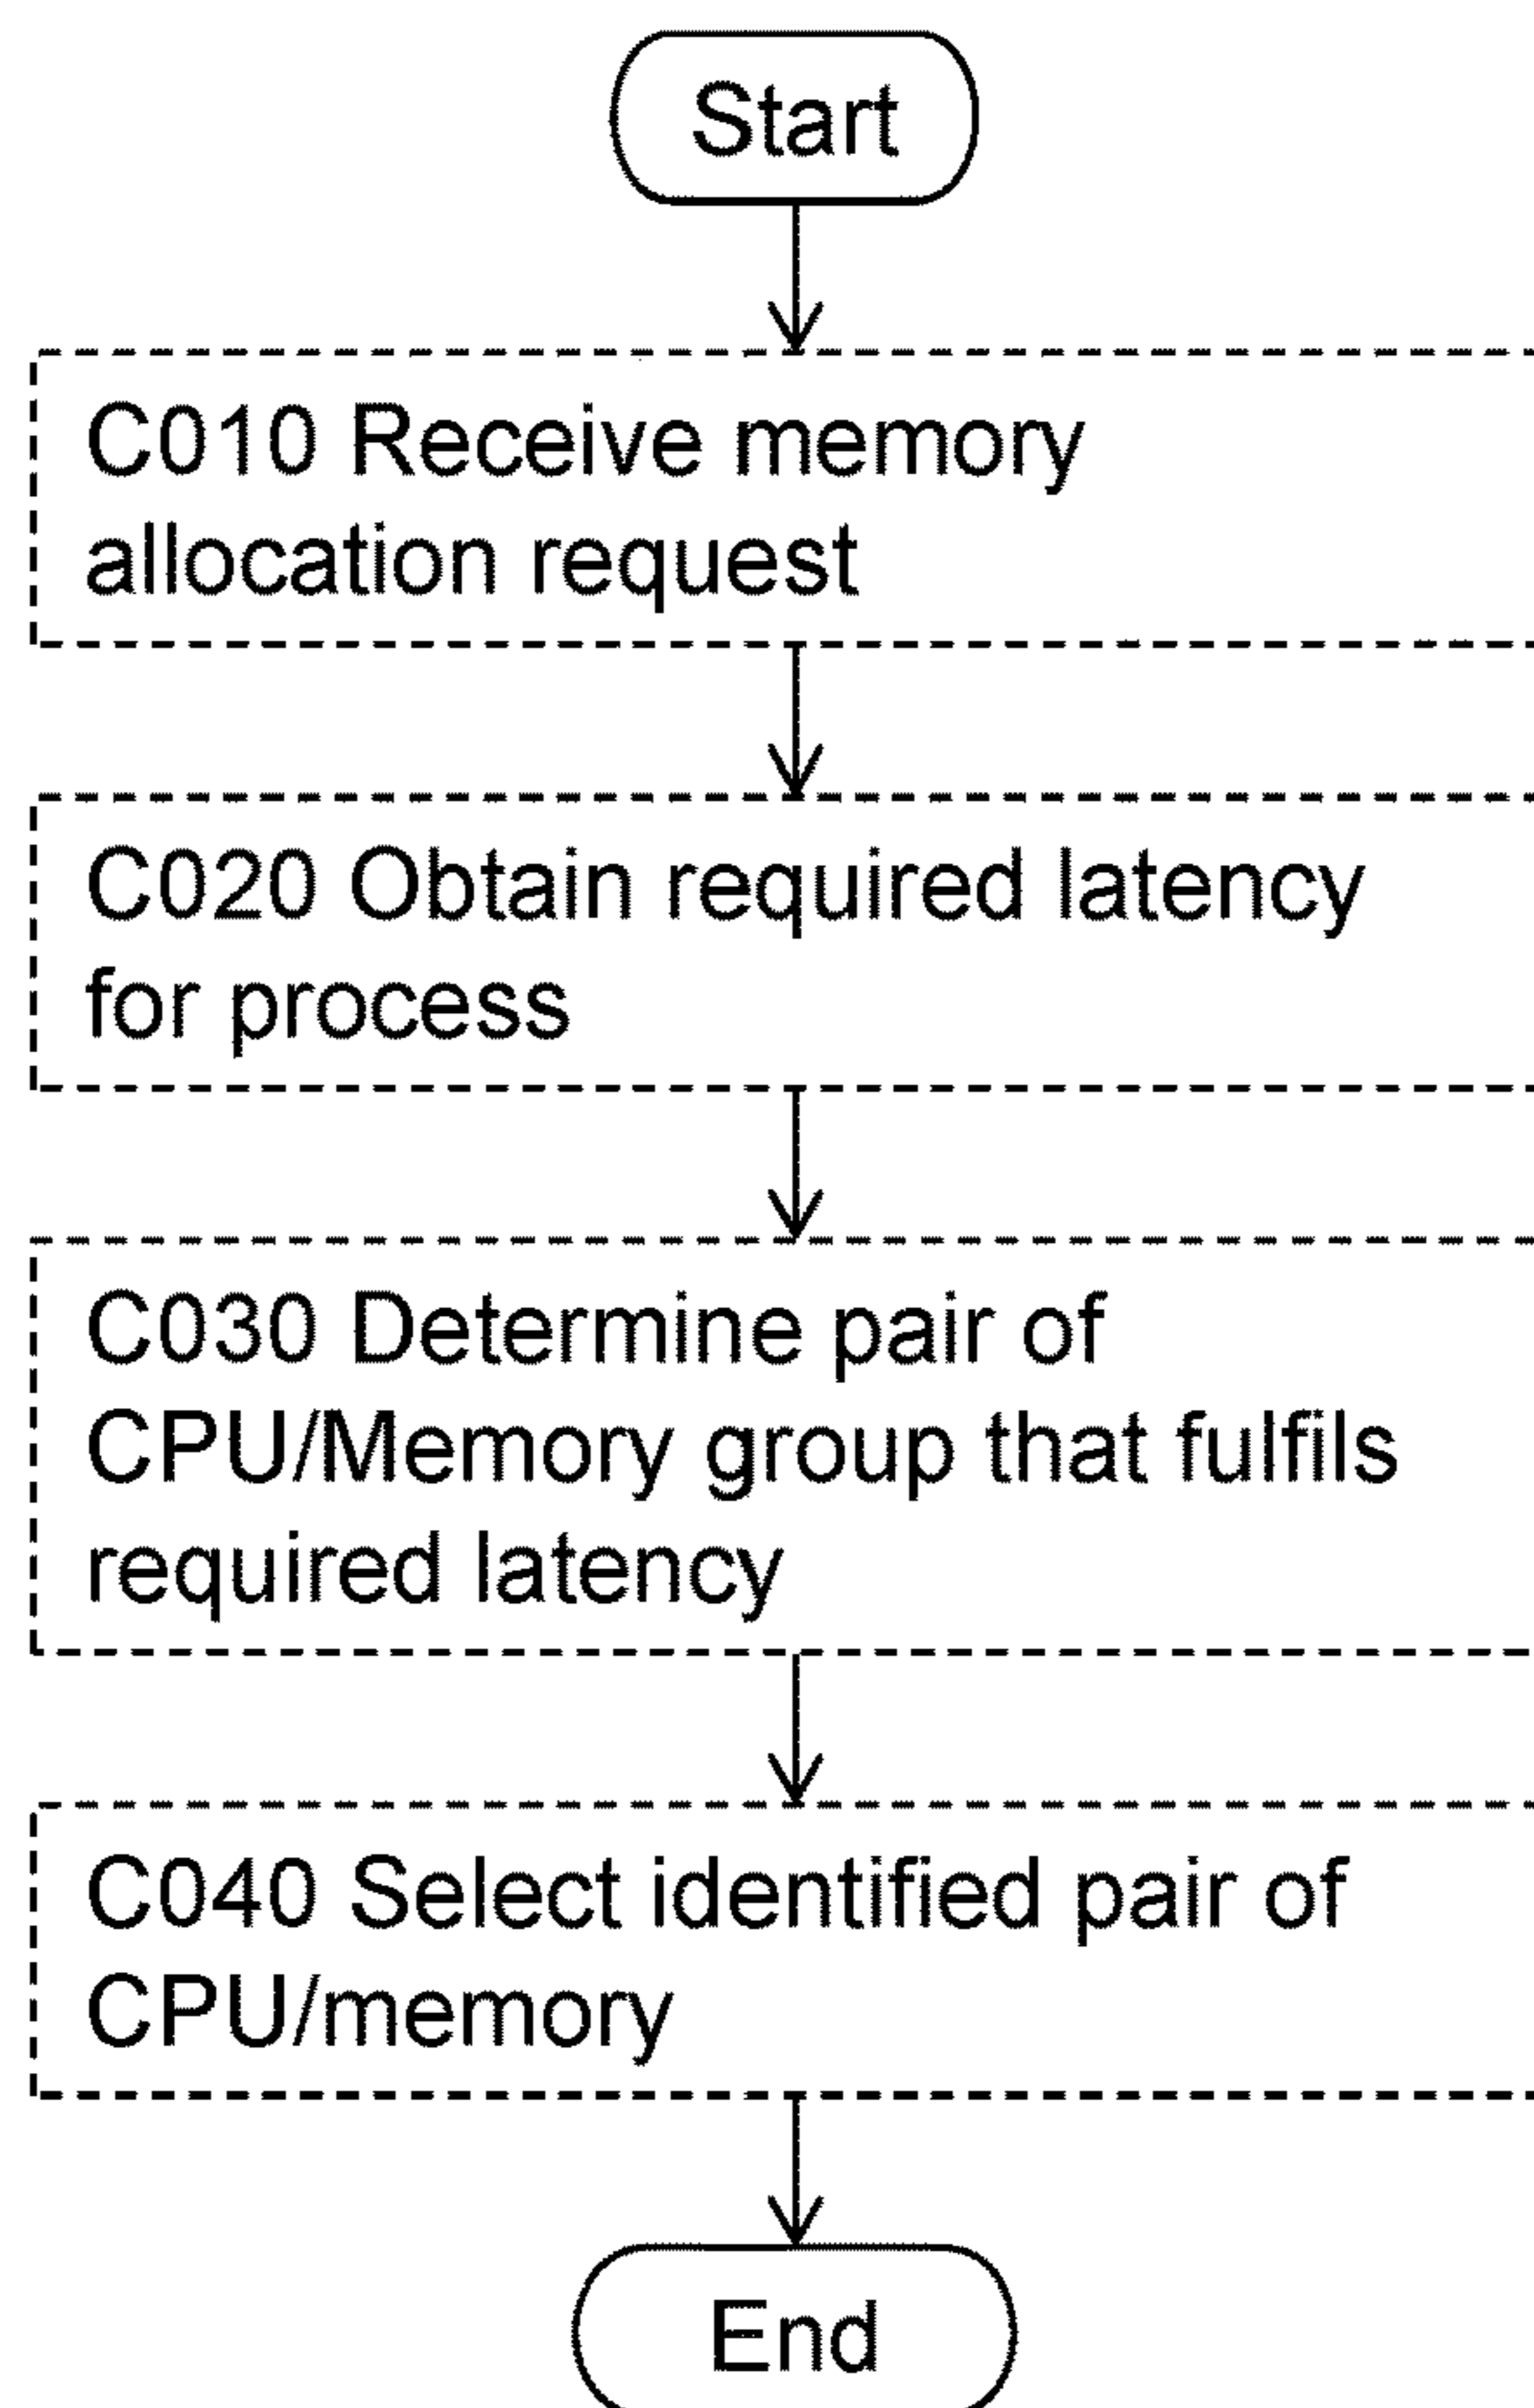 Start
C010 Receive memory
allocation request
C020 Obtain required latency
for process
C030 Determine pair of
CPU/Memory group that fulfils
required latency
C040 Select identified pair of
CPU/memory
End